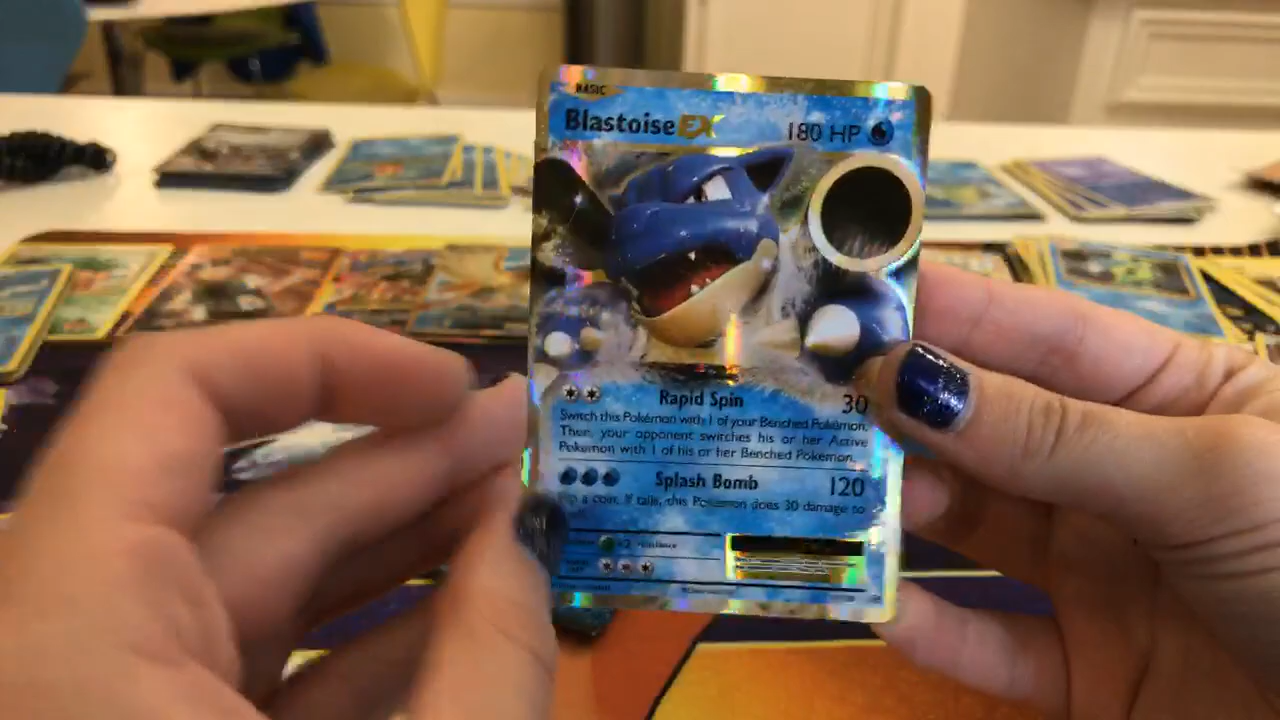 BASIC
Blastoise EX 180 HP
Rapid Spin 30
Switch this Pokémon with 1 of your Benched Pokémon.
Then, your opponent switches his or her Active
Pokémon with 1 of his or her Benched Pokémon.
Splash Bomb 120
a coin. If tails, this Pokémon does 30 damage to
×2